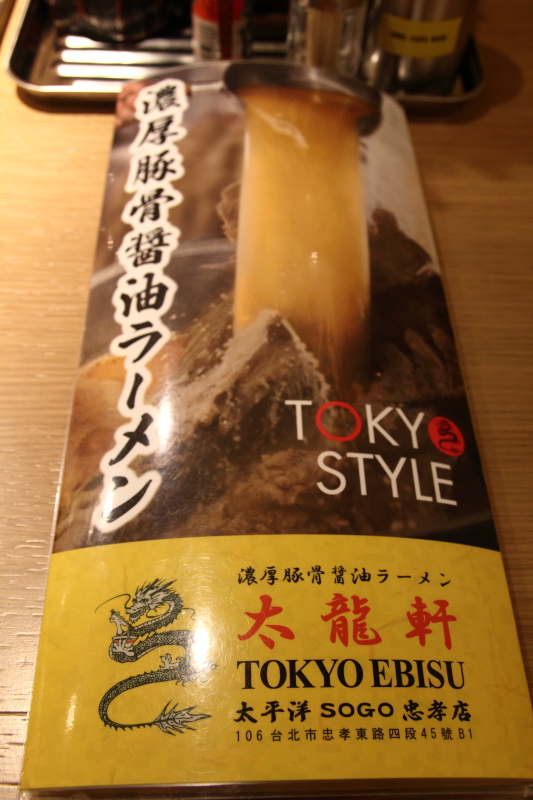 濃厚豚骨醤油ラーメン
TOKYO
STYLE
濃厚豚骨醤油ラーメン
太龍軒
TOKYO EBISU
太平洋 SOGO 忠孝店
106 台北市忠孝東路四段45號B1